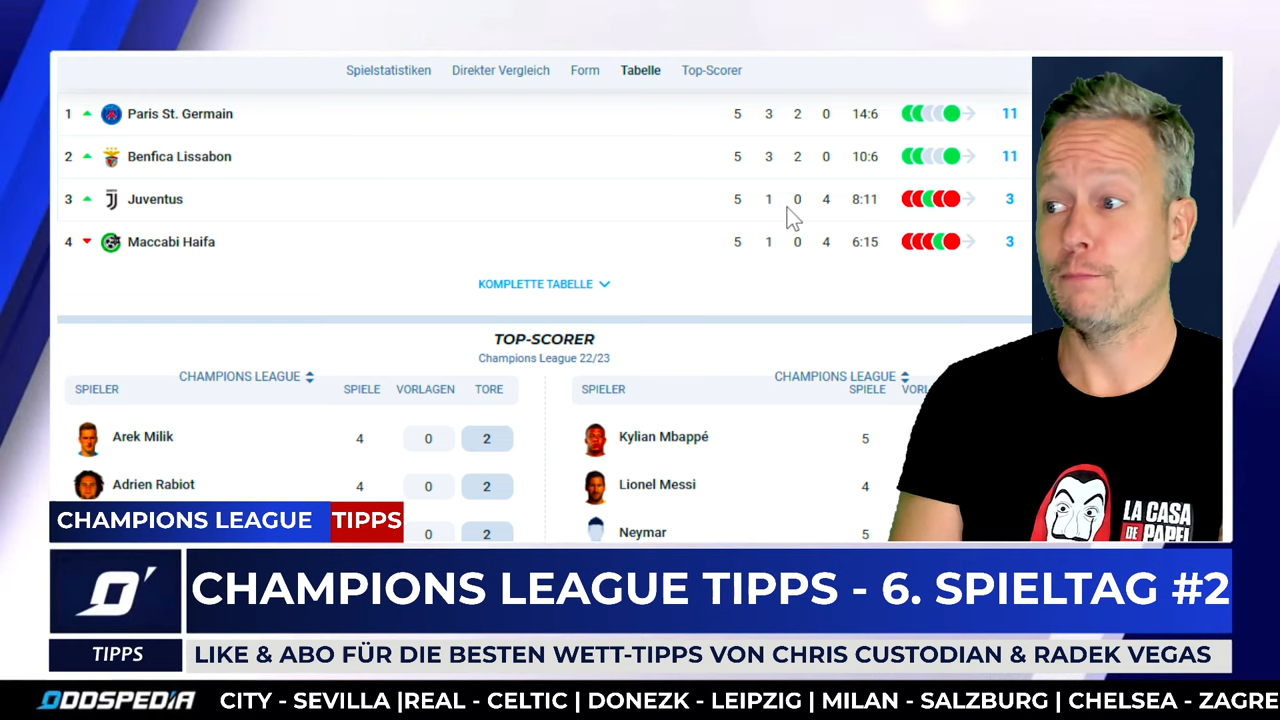 Spielstatistiken Direkter Vergleich Form Tabelle Top-Scorer
1 Paris St. Germain 5 3 2 0 14:6 11
2 Benfica Lissabon 5 3 2 0 10:6 11
3 Juventus 5 1 0 4 8:11 3
4 Maccabi Haifa 5 1 0 4 6:15 3
KOMPLETTE TABELLE
TOP-SCORER
Champions League 22/23
CHAMPIONS LEAGUE CHAMPIONS LEAGUE
SPIELER SPIELE VORLAGEN TORE SPIELER SPIELE VORL
Arek Milik 4 0 2 Kylian Mbappé 5
Adrien Rabiot 4 0 2 Lionel Messi 4
0 2 Neymar 5
LA CASA
DE PAPEL
CHAMPIONS LEAGUE TIPPS
O' CHAMPIONS LEAGUE TIPPS - 6. SPIELTAG #2
TIPPS LIKE & ABO FÜR DIE BESTEN WETT-TIPPS VON CHRIS CUSTODIAN & RADEK VEGAS
ODDSPEDIA CITY - SEVILLA |REAL - CELTIC | DONEZK - LEIPZIG | MILAN - SALZBURG | CHELSEA - ZAGRE